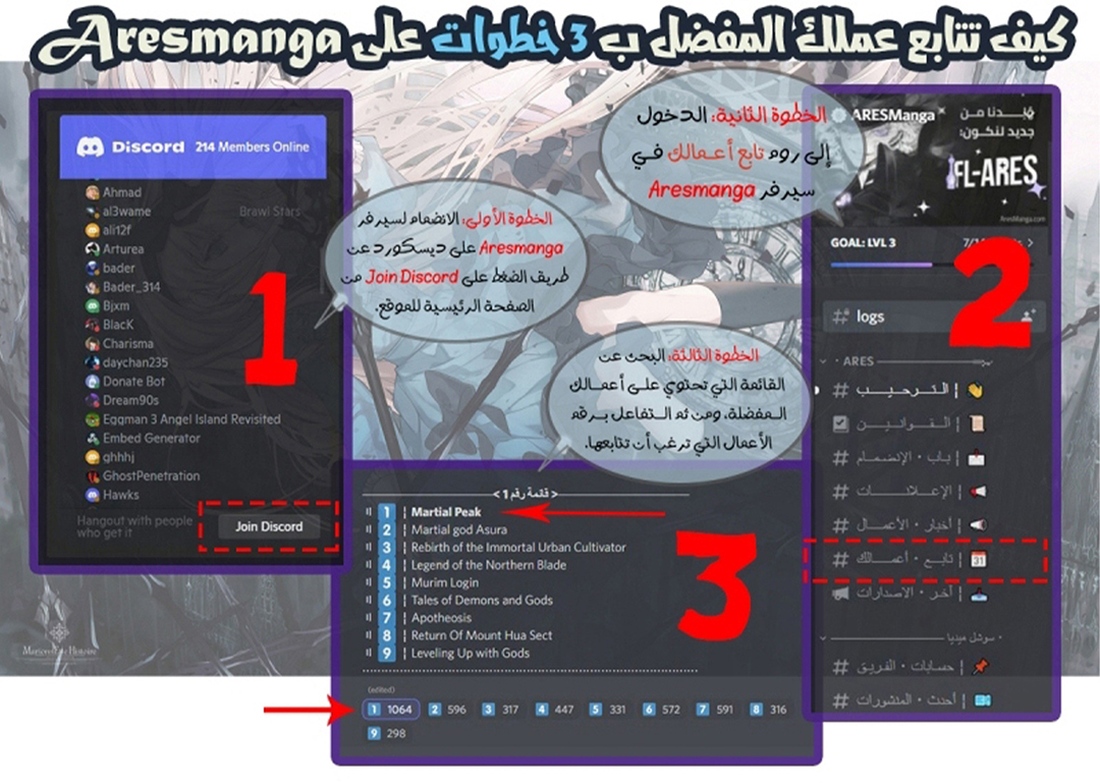 كيف تتابع عملك المفضل ب 3 خطوات على Aresmanga
Discord 214 Members Online
Ahmad
al3wame Brawl Stars
ali12f
Arturea
bader
Bader_314
Bjxm
BlacK
Charisma
daychan235
Donate Bot
Dream90s
Eggman 3 Angel Island Revisited
Embed Generator
ghhhj
GhostPenetration
Hawks
Hangout with people
who get it
Join Discord
1
الخطوة الأولى: الانضمام لسيرفر
Aresmanga على ديسكورد عن
طريف الضغط على Join Discord من
الصفحة الرئيسية للموقع.
الخطوة الثانية: الدخول
إلى روم تابع أعمالك في
سيرفر Aresmanga
ARESManga
جديد لنكون:
FL-ARES
AresManga.com
GOAL: LVL 3
2
logs
ARES
# | الترحيب
| القوانين
# باب • الإنضمام |
# | الإعلانات
# أخبار • الأعمال |
# تابع • أعمالك |
31
أخر • الاصدارات |
• سوشل ميديا
# حسابات • الفريق |
# أحدث • المنشورات |
الخطوة الثالثة: البحث عن
القائمة التي تحتوي على أعمالك
المفضلة، ومن ثم التفاعل برقم
الأعمال التي ترغب أن تتابعها.
< قائمة رقم 1 >
1 | Martial Peak
2 | Martial god Asura
3 | Rebirth of the Immortal Urban Cultivator
4 | Legend of the Northern Blade
5 | Murim Login
6 | Tales of Demons and Gods
7 | Apotheosis
8 | Return Of Mount Hua Sect
9 | Leveling Up with Gods
3
(edited)
1 1064 2 596 3 317 4 447 5 331 6 572 7 591 8 316
9 298